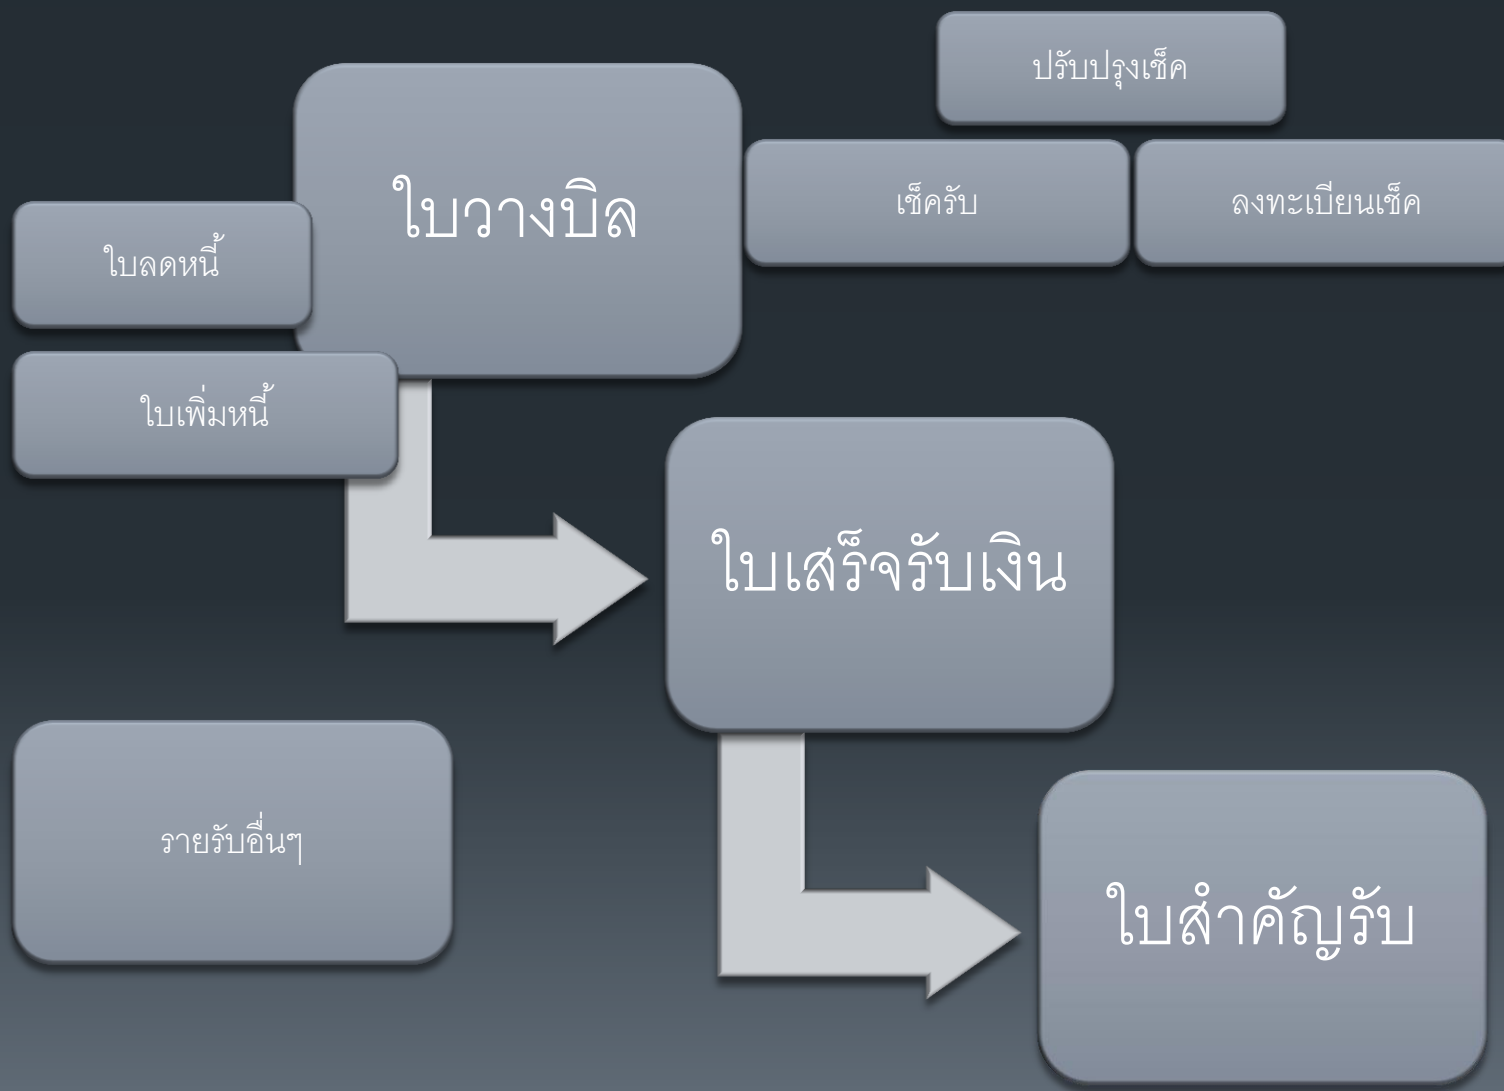 ปรับปรุงเช็ค
ใบวางบิล
เช็ครับ
ลงทะเบียนเช็ค
ใบลดหนี้
ใบเพิ่มหนี้
ใบเสร็จรับเงิน
รายรับอื่นๆ
ใบสำคัญรับ